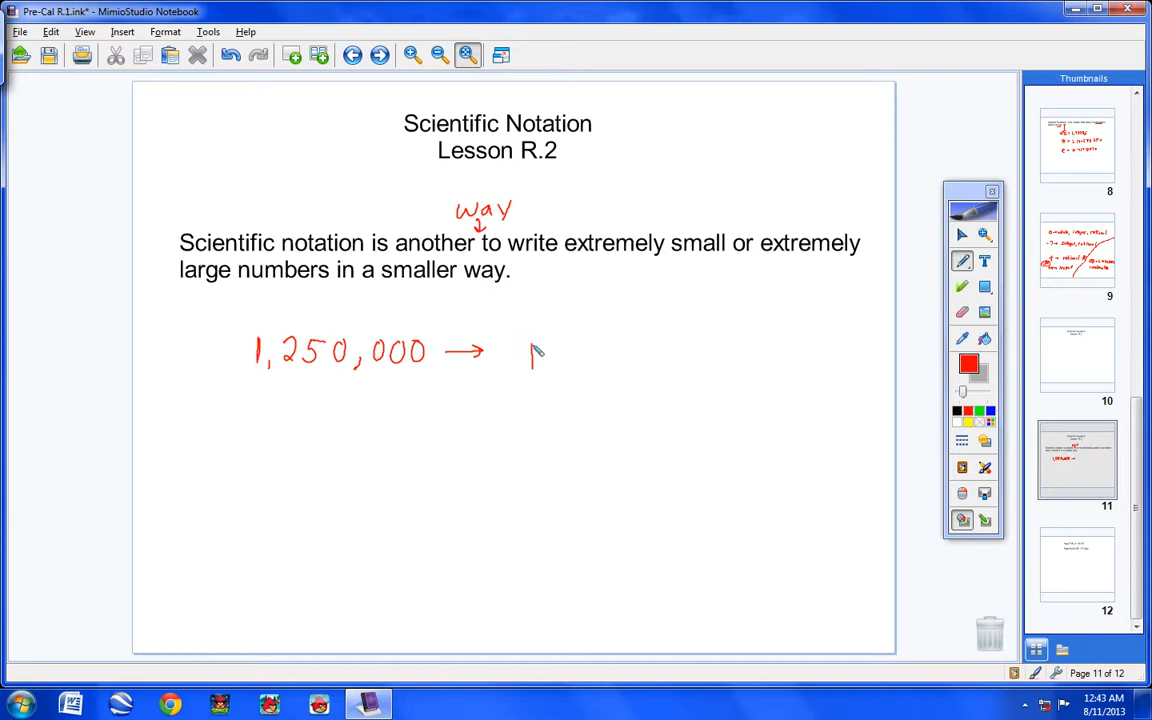 Pre-Cal R.1.ink* - MimioStudio Notebook
File Edit View Insert Format Tools Help
Thumbnails
Scientific Notation
Lesson R.2
way
Scientific notation is another to write extremely small or extremely
large numbers in a smaller way.
1,250,000 → 1
8
9
10
11
12
Page 11 of 12
12:43 AM
8/11/2013